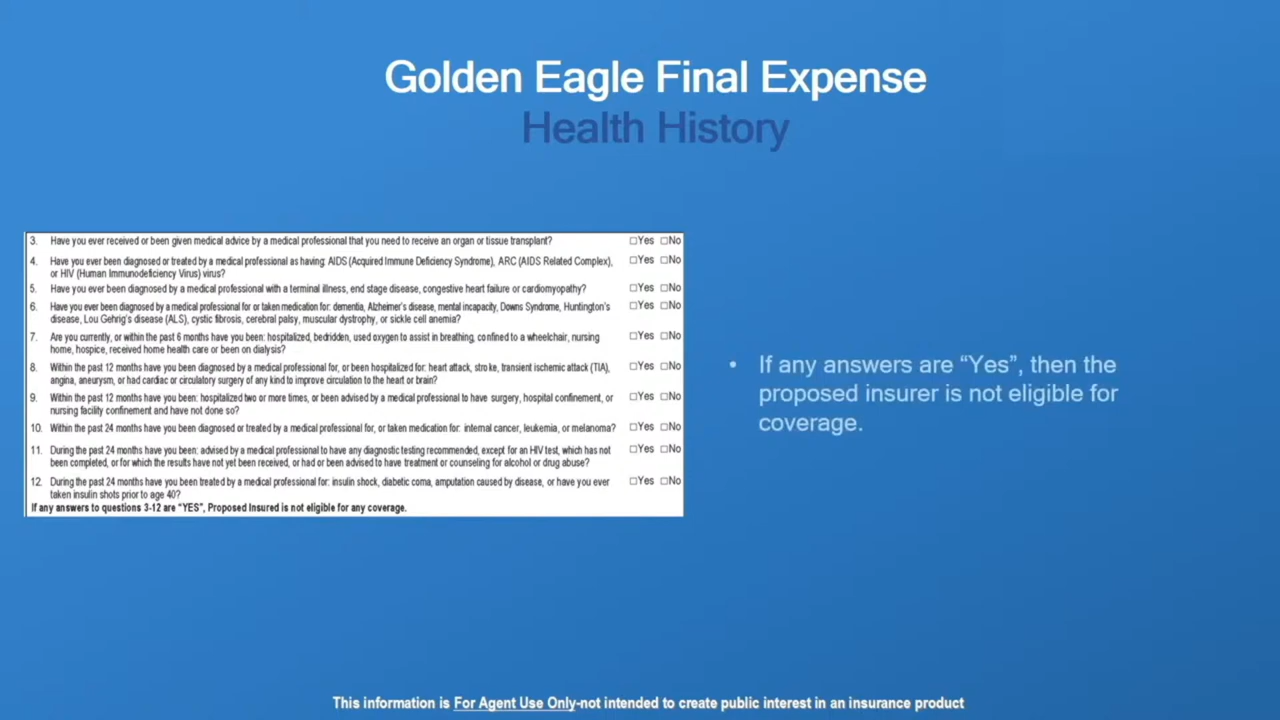 Golden Eagle Final Expense
Health History
3. Have you ever received or been given medical advice by a medical professional that you need to receive an organ or tissue transplant? □Yes □No
4. Have you ever been diagnosed or treated by a medical professional as having: AIDS (Acquired Immune Deficiency Syndrome), ARC (AIDS Related Complex), □Yes □No
or HIV (Human Immunodeficiency Virus) virus?
5. Have you ever been diagnosed by a medical professional with a terminal illness, end stage disease, congestive heart failure or cardiomyopathy? □Yes □No
6. Have you ever been diagnosed by a medical professional for or taken medication for: dementia, Alzheimer's disease, mental incapacity, Downs Syndrome, Huntington's □Yes □No
disease, Lou Gehrig's disease (ALS), cystic fibrosis, cerebral palsy, muscular dystrophy, or sickle cell anemia?
7. Are you currently, or within the past 6 months have you been: hospitalized, bedridden, used oxygen to assist in breathing, confined to a wheelchair, nursing □Yes □No
home, hospice, received home health care or been on dialysis?
8. Within the past 12 months have you been diagnosed by a medical professional for, or been hospitalized for: heart attack, stroke, transient ischemic attack (TIA), □Yes □No
angina, aneurysm, or had cardiac or circulatory surgery of any kind to improve circulation to the heart or brain?
9. Within the past 12 months have you been: hospitalized two or more times, or been advised by a medical professional to have surgery, hospital confinement, or □Yes □No
nursing facility confinement and have not done so?
10. Within the past 24 months have you been diagnosed or treated by a medical professional for, or taken medication for: internal cancer, leukemia, or melanoma? □Yes □No
11. During the past 24 months have you been: advised by a medical professional to have any diagnostic testing recommended, except for an HIV test, which has not □Yes □No
been completed, or for which the results have not yet been received, or had or been advised to have treatment or counseling for alcohol or drug abuse?
12. During the past 24 months have you been treated by a medical professional for: insulin shock, diabetic coma, amputation caused by disease, or have you ever □Yes □No
taken insulin shots prior to age 40?
If any answers to questions 3-12 are "YES", Proposed Insured is not eligible for any coverage.
• If any answers are “Yes”, then the
proposed insurer is not eligible for
coverage.
This information is For Agent Use Only-not intended to create public interest in an insurance product